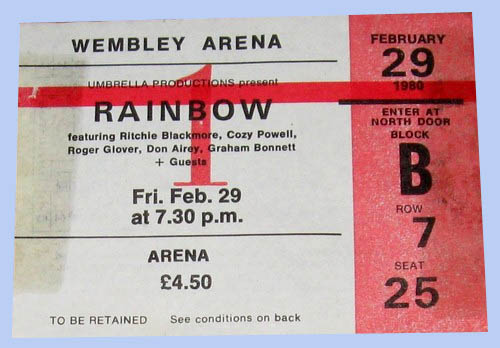 WEMBLEY ARENA
UMBRELLA PRODUCTIONS present
1
RAINBOW
featuring Ritchie Blackmore, Cozy Powell,
Roger Glover, Don Airey, Graham Bonnett
+ Guests
Fri. Feb. 29
at 7.30 p.m.
ARENA
£4.50
TO BE RETAINED See conditions on back
FEBRUARY
29
1980
ENTER AT
NORTH DOOR
BLOCK
B
ROW
7
SEAT
25